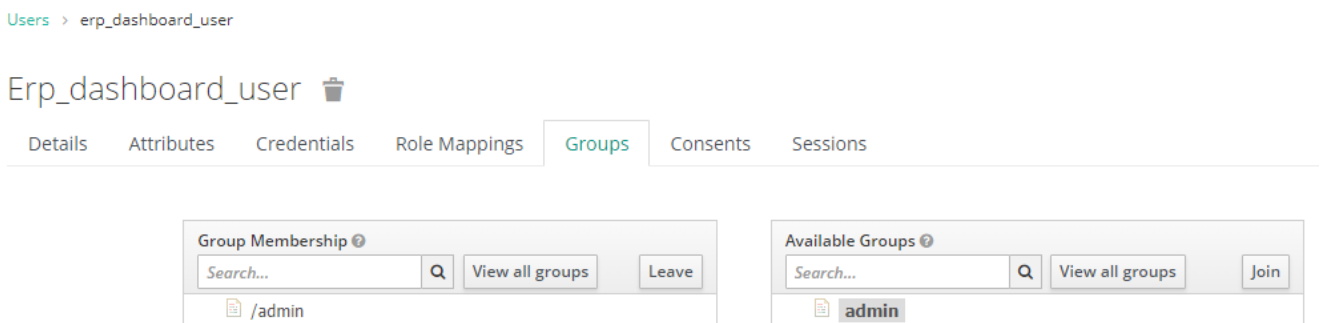 Users > erp_dashboard_user
Erp_dashboard_user
Details Attributes Credentials Role Mappings Groups Consents Sessions
Group Membership
Search... View all groups Leave
/admin
Available Groups
Search... View all groups Join
admin